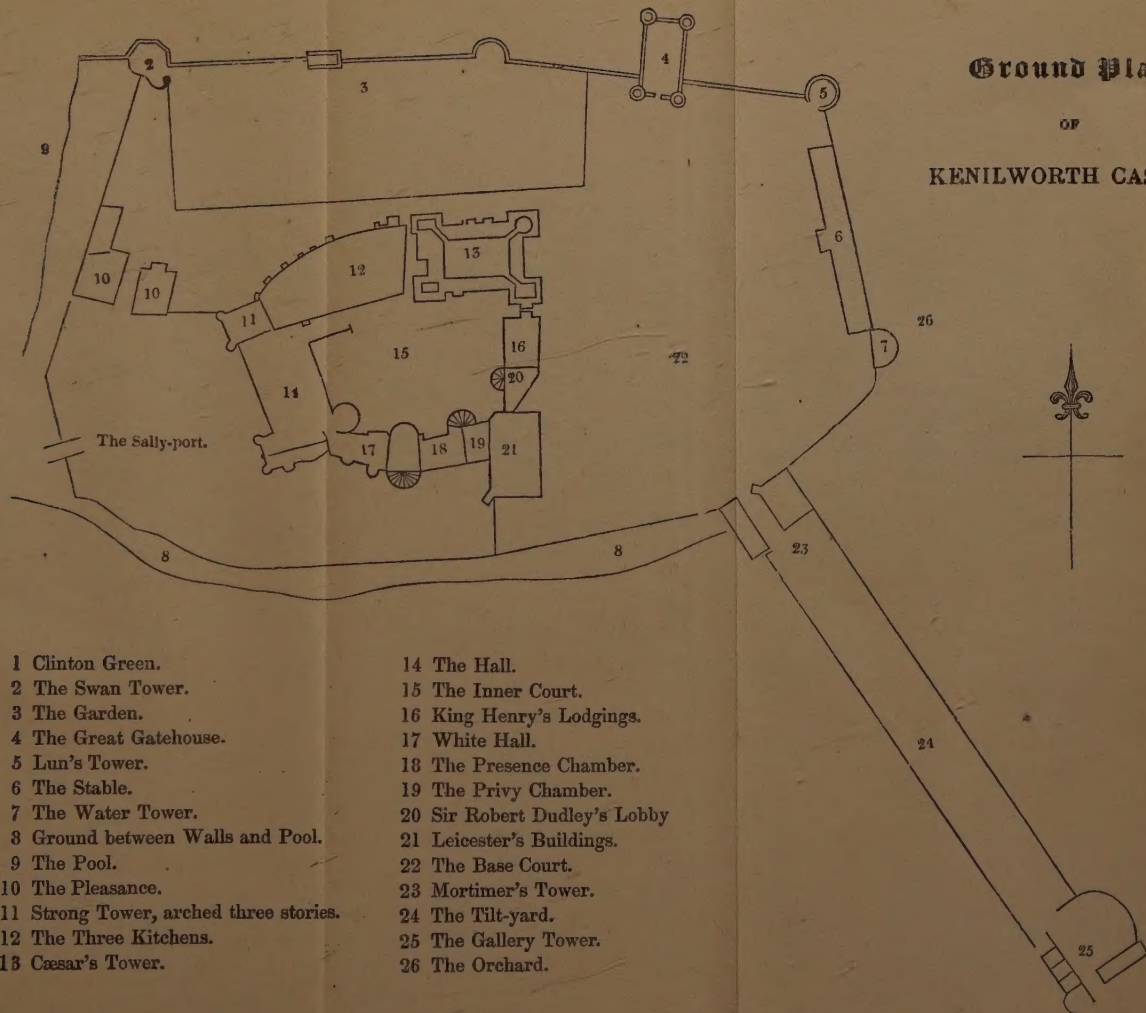 Ground Pla
OF
KENILWORTH CAS
2
3
4
5
9
6
10
10
11
12
13
26
7
15
16
22
20
14
The Sally-port.
17
18
19
21
8
8
23
24
25
1 Clinton Green.
2 The Swan Tower.
3 The Garden.
4 The Great Gatehouse.
5 Lun's Tower.
6 The Stable.
7 The Water Tower.
8 Ground between Walls and Pool.
9 The Pool.
10 The Pleasance.
11 Strong Tower, arched three stories.
12 The Three Kitchens.
13 Cæsar's Tower.
14 The Hall.
15 The Inner Court.
16 King Henry's Lodgings.
17 White Hall.
18 The Presence Chamber.
19 The Privy Chamber.
20 Sir Robert Dudley's Lobby
21 Leicester's Buildings.
22 The Base Court.
23 Mortimer's Tower.
24 The Tilt-yard.
25 The Gallery Tower.
26 The Orchard.